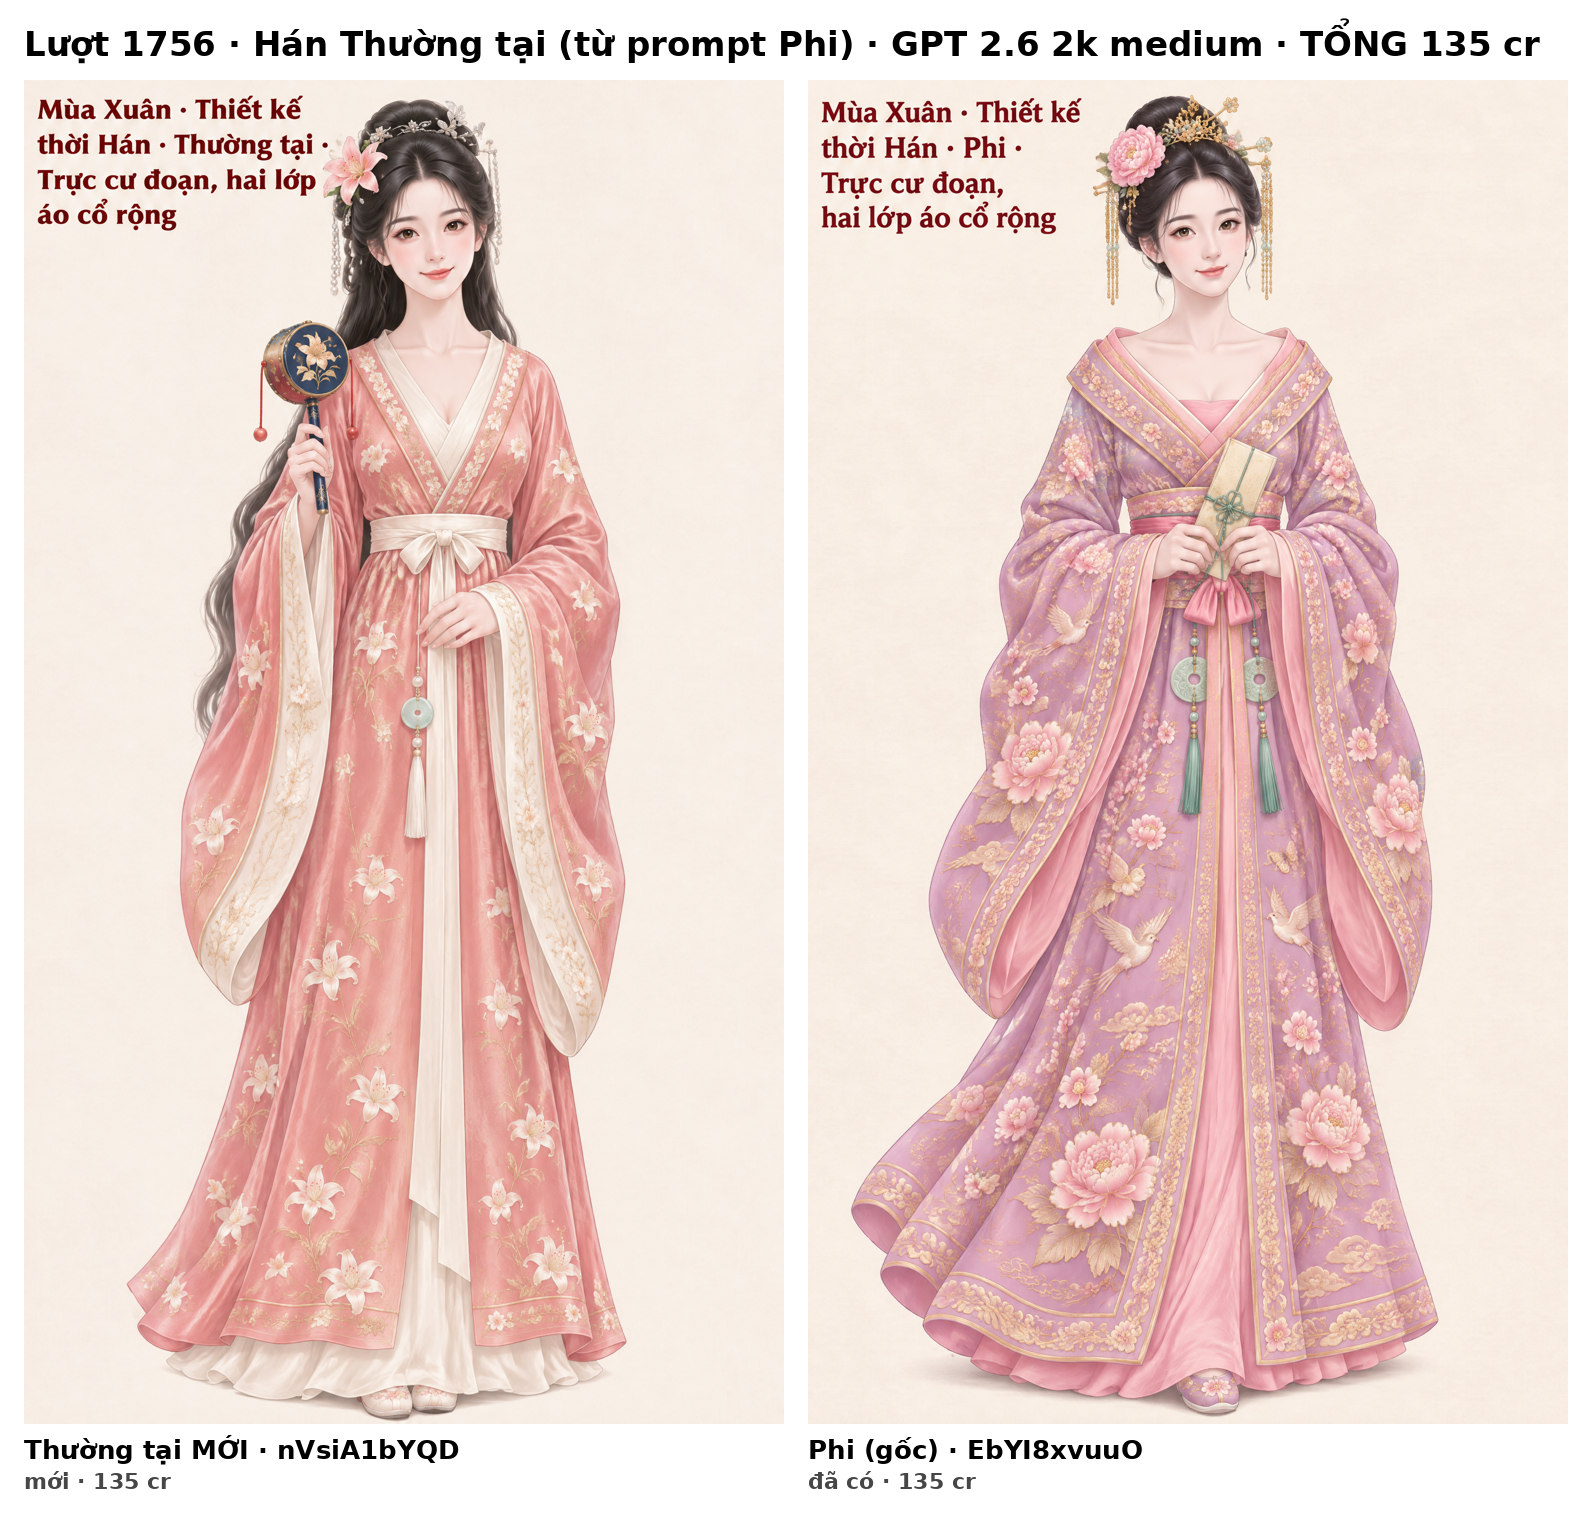 Lượt 1756 · Hán Thường tại (từ prompt Phi) · GPT 2.6 2k medium · TỔNG 135 cr
Mùa Xuân · Thiết kế
thời Hán · Thường tại ·
Trực cư đoạn, hai lớp
áo cổ rộng
Mùa Xuân · Thiết kế
thời Hán · Phi ·
Trực cư đoạn,
hai lớp áo cổ rộng
Thường tại MỚI · nVsiA1bYQD
mới · 135 cr
Phi (gốc) · EbYI8xvuuO
đã có · 135 cr